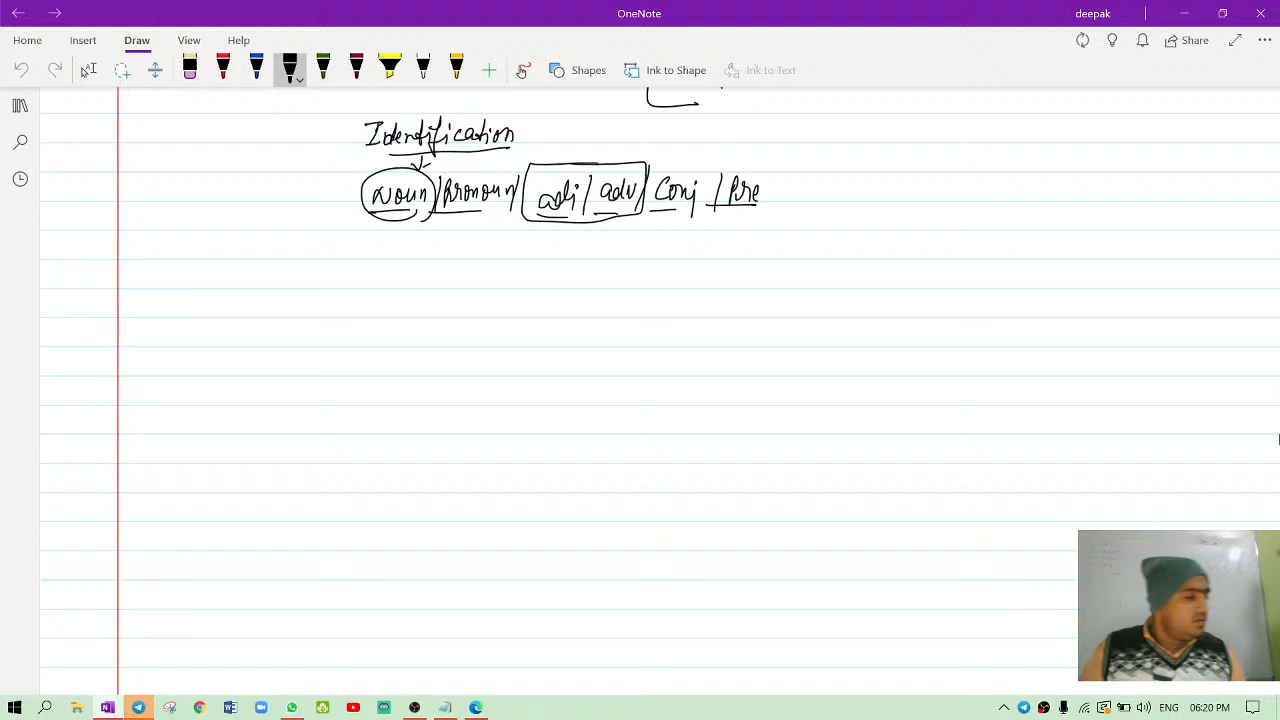 OneNote
deepak
Home Insert Draw View Help
Share
Shapes
Ink to Shape
Ink to Text
Identification
Noun/Pronoun/ adj/adv/Conj/Pre
ENG 06:20 PM